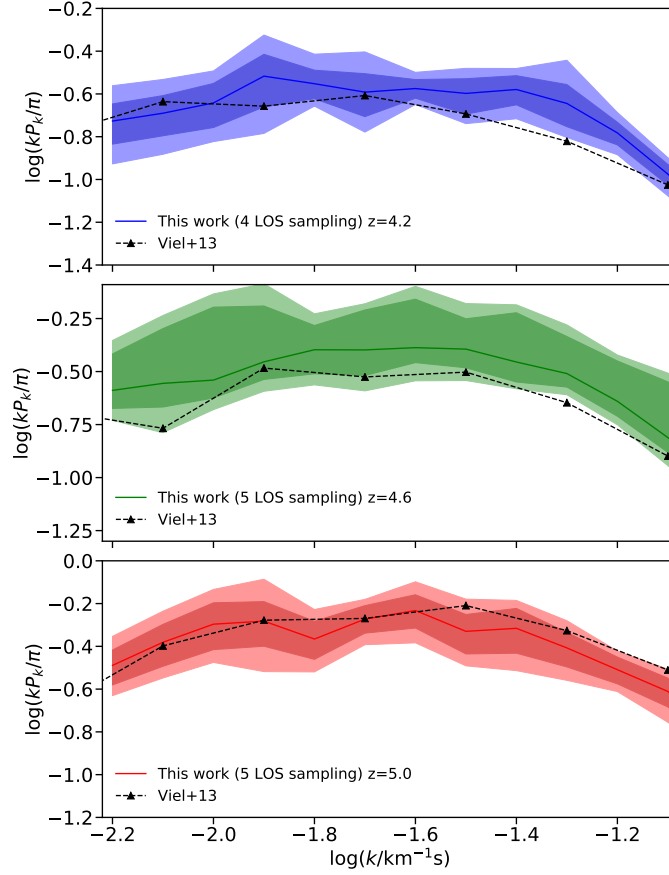 −0.2
−0.4
−0.6
−0.8
−1.0
−1.2
−1.4
log(kP_k/π)
This work (4 LOS sampling) z=4.2
Viel+13
−0.25
−0.50
−0.75
−1.00
−1.25
log(kP_k/π)
This work (5 LOS sampling) z=4.6
Viel+13
0.0
−0.2
−0.4
−0.6
−0.8
−1.0
−1.2
log(kP_k/π)
This work (5 LOS sampling) z=5.0
Viel+13
−2.2 −2.0 −1.8 −1.6 −1.4 −1.2
log(k/km⁻¹s)